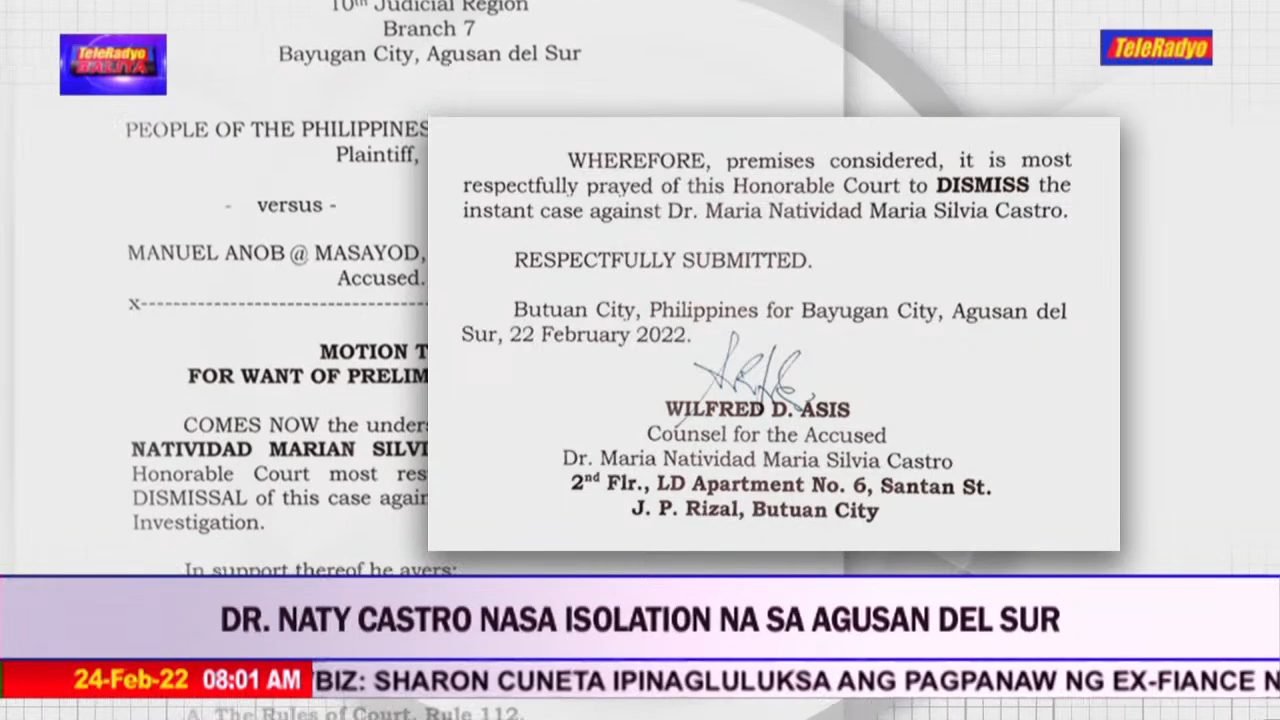 10th Judicial Region
Branch 7
Bayugan City, Agusan del Sur
TeleRadyo
BALITA
TeleRadyo
PEOPLE OF THE PHILIPPINES
Plaintiff,
- versus -
MANUEL ANOB @ MASAYOD,
Accused.
x--------------------------------
MOTION T
FOR WANT OF PRELIM
COMES NOW the unders
NATIVIDAD MARIAN SILVI
Honorable Court most res
DISMISSAL of this case again
Investigation.
In support thereof he avers:
WHEREFORE, premises considered, it is most
respectfully prayed of this Honorable Court to DISMISS the
instant case against Dr. Maria Natividad Maria Silvia Castro.
RESPECTFULLY SUBMITTED.
Butuan City, Philippines for Bayugan City, Agusan del
Sur, 22 February 2022.
WILFRED D. ASIS
Counsel for the Accused
Dr. Maria Natividad Maria Silvia Castro
2nd Flr., LD Apartment No. 6, Santan St.
J. P. Rizal, Butuan City
DR. NATY CASTRO NASA ISOLATION NA SA AGUSAN DEL SUR
24-Feb-22 08:01 AM
BIZ: SHARON CUNETA IPINAGLULUKSA ANG PAGPANAW NG EX-FIANCE N
A. The Rules of Court, Rule 112,